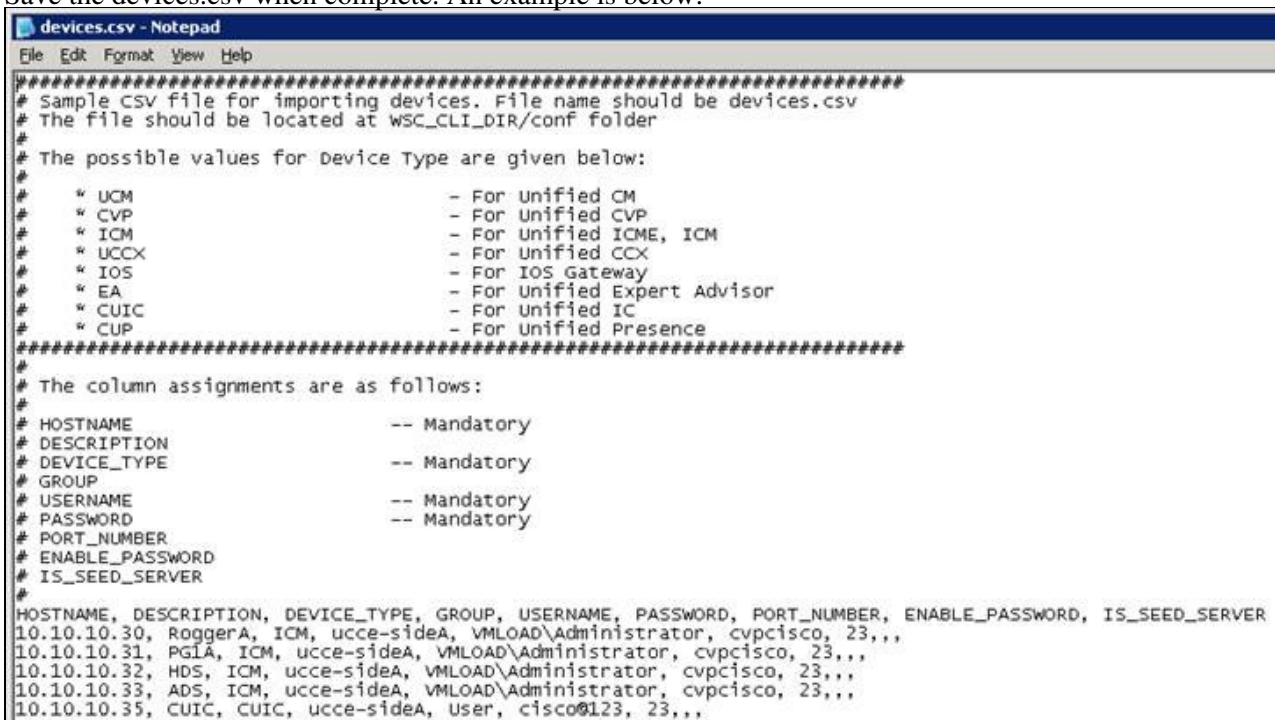 Save the devices.csv when complete. An example is below:
devices.csv - Notepad
File Edit Format View Help
############################################################################
# Sample CSV file for importing devices. File name should be devices.csv
# The file should be located at WSC_CLI_DIR/conf folder
#
# The possible values for Device Type are given below:
#
# * UCM - For Unified CM
# * CVP - For Unified CVP
# * ICM - For Unified ICME, ICM
# * UCCX - For Unified CCX
# * IOS - For IOS Gateway
# * EA - For Unified Expert Advisor
# * CUIC - For Unified IC
# * CUP - For Unified Presence
############################################################################
#
# The column assignments are as follows:
#
# HOSTNAME -- Mandatory
# DESCRIPTION
# DEVICE_TYPE -- Mandatory
# GROUP
# USERNAME -- Mandatory
# PASSWORD -- Mandatory
# PORT_NUMBER
# ENABLE_PASSWORD
# IS_SEED_SERVER
#
HOSTNAME, DESCRIPTION, DEVICE_TYPE, GROUP, USERNAME, PASSWORD, PORT_NUMBER, ENABLE_PASSWORD, IS_SEED_SERVER
10.10.10.30, RoggerA, ICM, ucce-sideA, VMLOAD\Administrator, cvpcisco, 23,,,
10.10.10.31, PG1A, ICM, ucce-sideA, VMLOAD\Administrator, cvpcisco, 23,,,
10.10.10.32, HDS, ICM, ucce-sideA, VMLOAD\Administrator, cvpcisco, 23,,,
10.10.10.33, ADS, ICM, ucce-sideA, VMLOAD\Administrator, cvpcisco, 23,,,
10.10.10.35, CUIC, CUIC, ucce-sideA, User, cisco@123, 23,,,